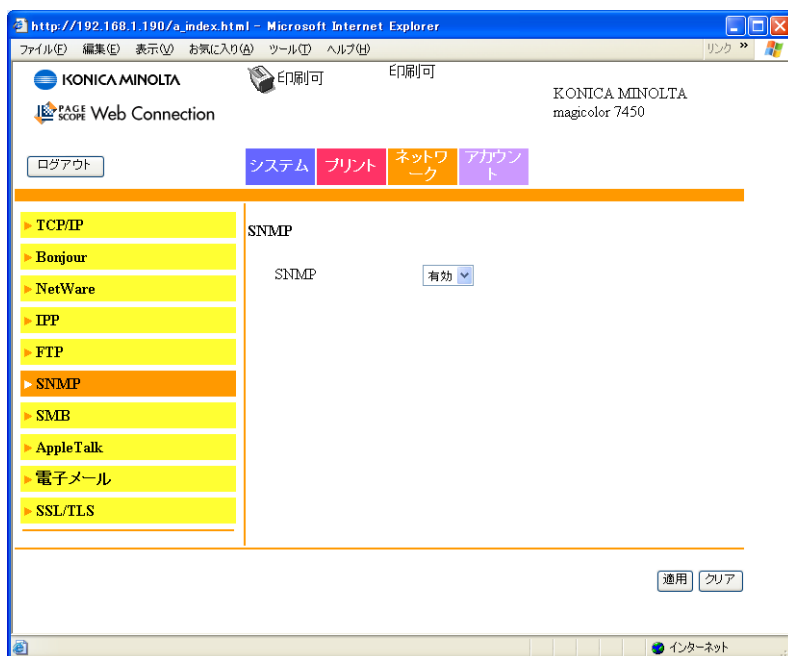 http://192.168.1.190/a_index.html - Microsoft Internet Explorer
ファイル(F) 編集(E) 表示(V) お気に入り(A) ツール(T) ヘルプ(H) リンク »
KONICA MINOLTA
印刷可
印刷可
KONICA MINOLTA
magicolor 7450
PAGE SCOPE Web Connection
ログアウト
システム
プリント
ネットワ
ーク
アカウン
ト
TCP/IP
Bonjour
NetWare
IPP
FTP
SNMP
SMB
AppleTalk
電子メール
SSL/TLS
SNMP
SNMP 有効
適用 クリア
インターネット